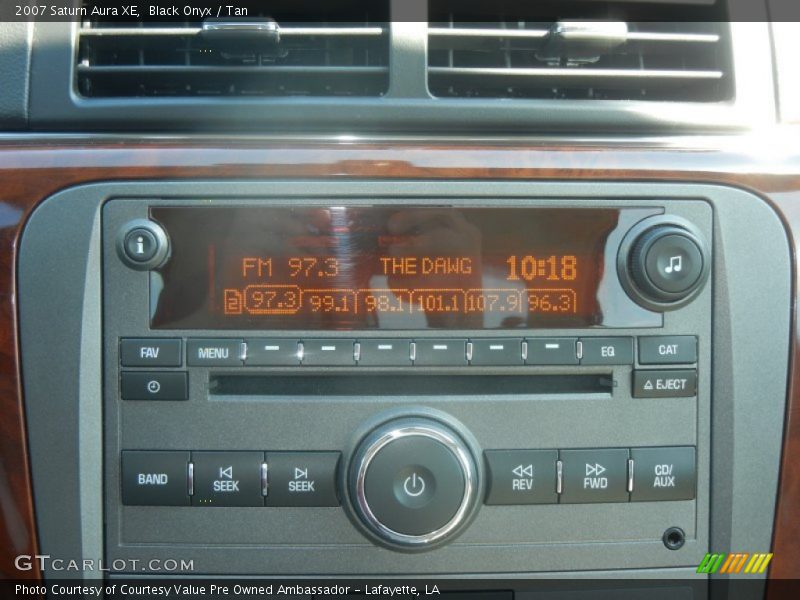 2007 Saturn Aura XE, Black Onyx / Tan
i
FM 97.3 THE DAWG 10:18
97.3 99.1 98.1 101.1 107.9 96.3
FAV MENU EQ CAT
EJECT
BAND SEEK SEEK REV FWD CD/
AUX
GTCARLOT.COM
Photo Courtesy of Courtesy Value Pre Owned Ambassador - Lafayette, LA